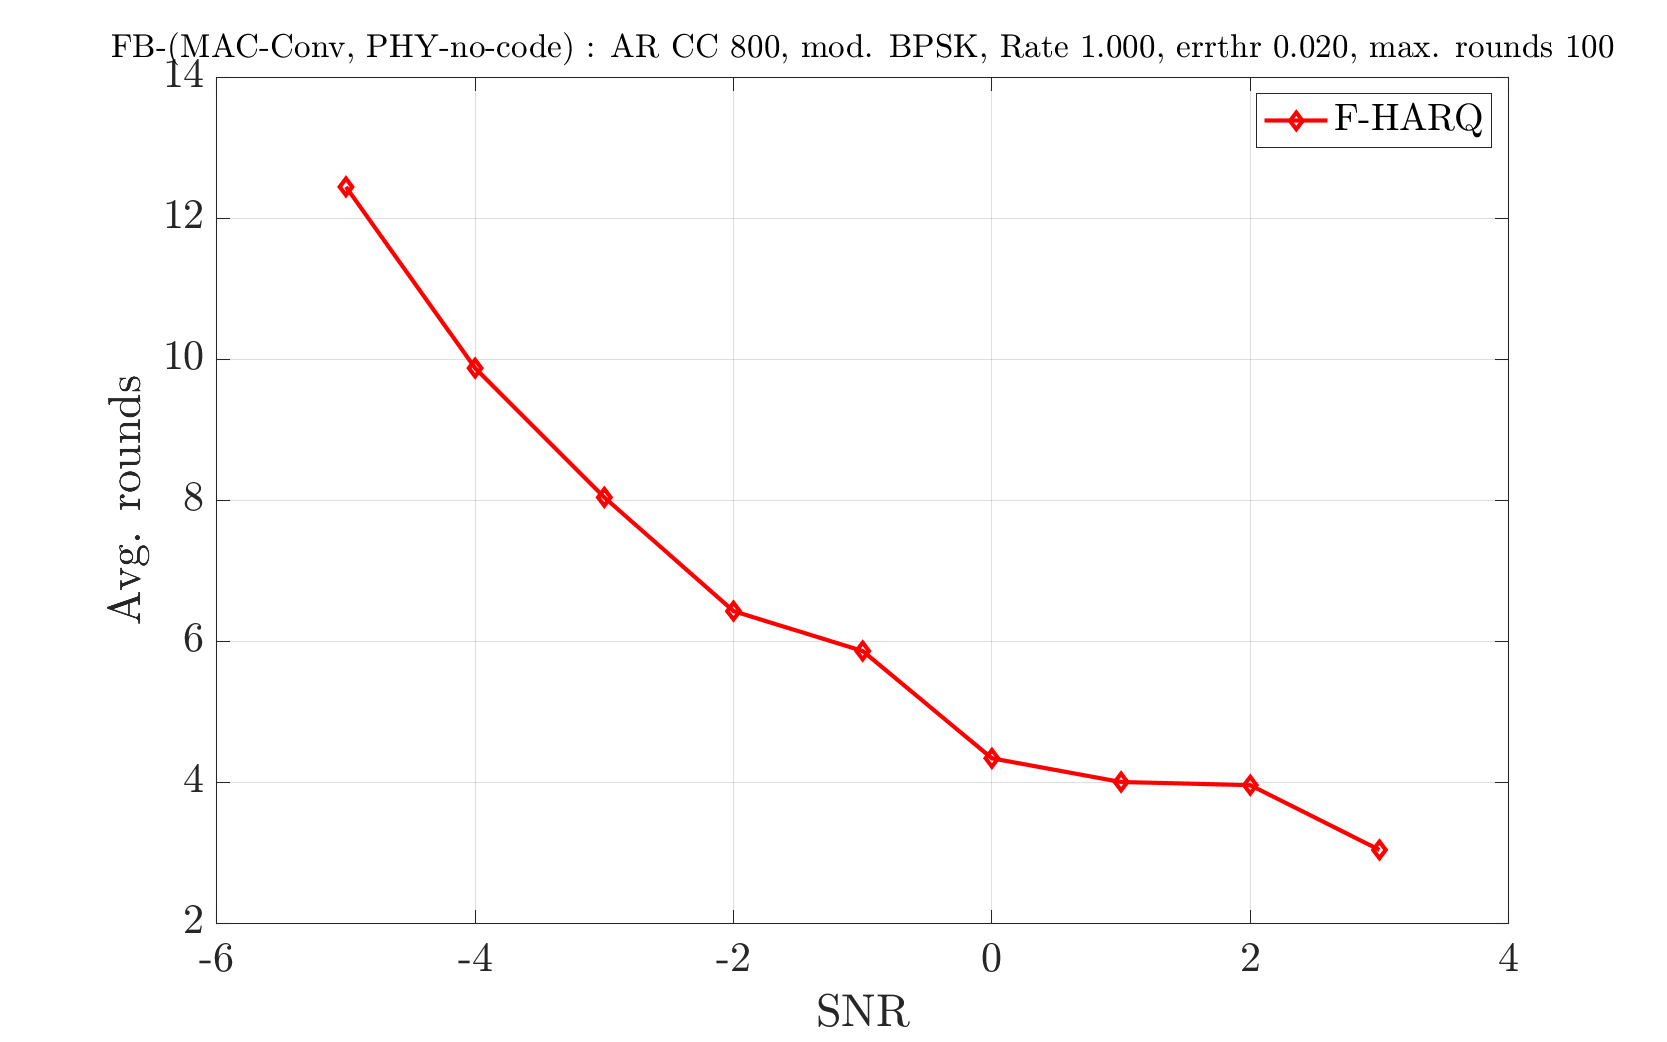 FB-(MAC-Conv, PHY-no-code) : AR CC 800, mod. BPSK, Rate 1.000, errthr 0.020, max. rounds 100
14
F-HARQ
12
10
8
6
4
2
Avg. rounds
-6 -4 -2 0 2 4
SNR